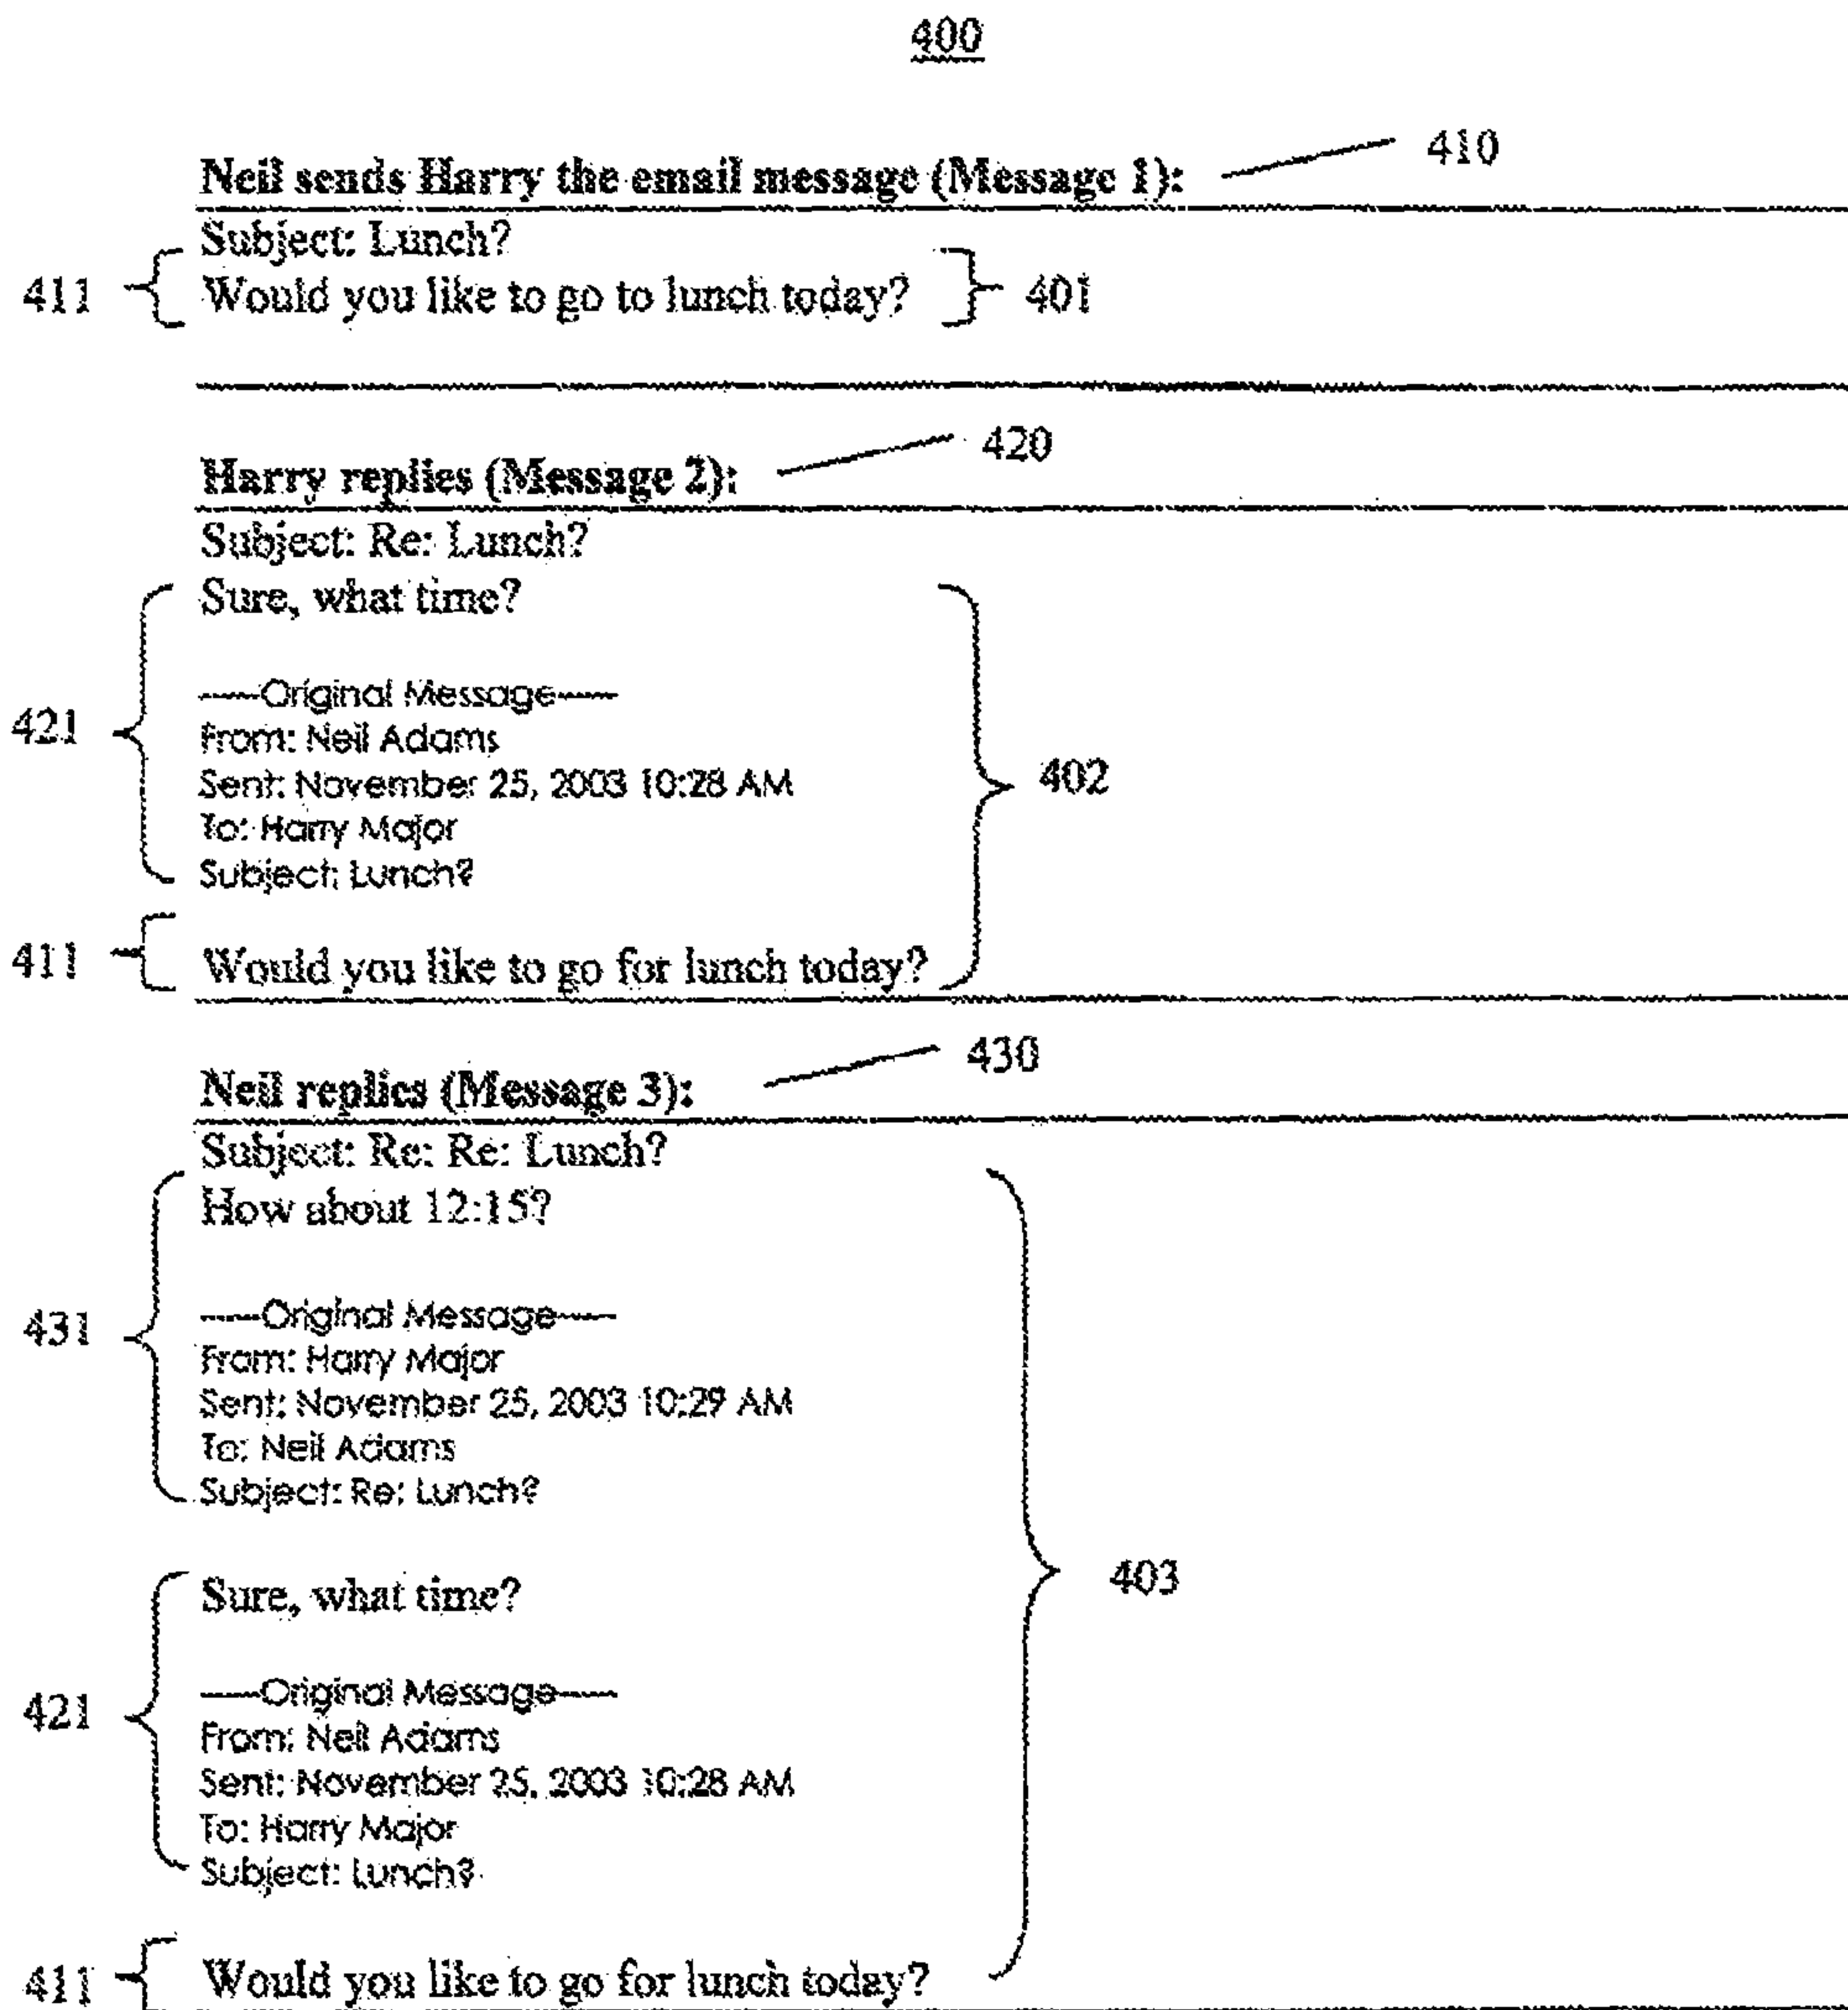 400
Neil sends Harry the email message (Message 1): 410
Subject: Lunch?
411 Would you like to go to lunch today? 401
Harry replies (Message 2): 420
Subject: Re: Lunch?
Sure, what time?
-----Original Message-----
From: Neil Adams
421
Sent: November 25, 2003 10:28 AM 402
To: Harry Major
Subject: Lunch?
411 Would you like to go for lunch today?
Neil replies (Message 3): 430
Subject: Re: Re: Lunch?
How about 12:15?
431 -----Original Message-----
From: Harry Major
Sent: November 25, 2003 10:29 AM
To: Neil Adams
Subject: Re: Lunch?
403
Sure, what time?
421 -----Original Message-----
From: Neil Adams
Sent: November 25, 2003 10:28 AM
To: Harry Major
Subject: Lunch?
411 Would you like to go for lunch today?